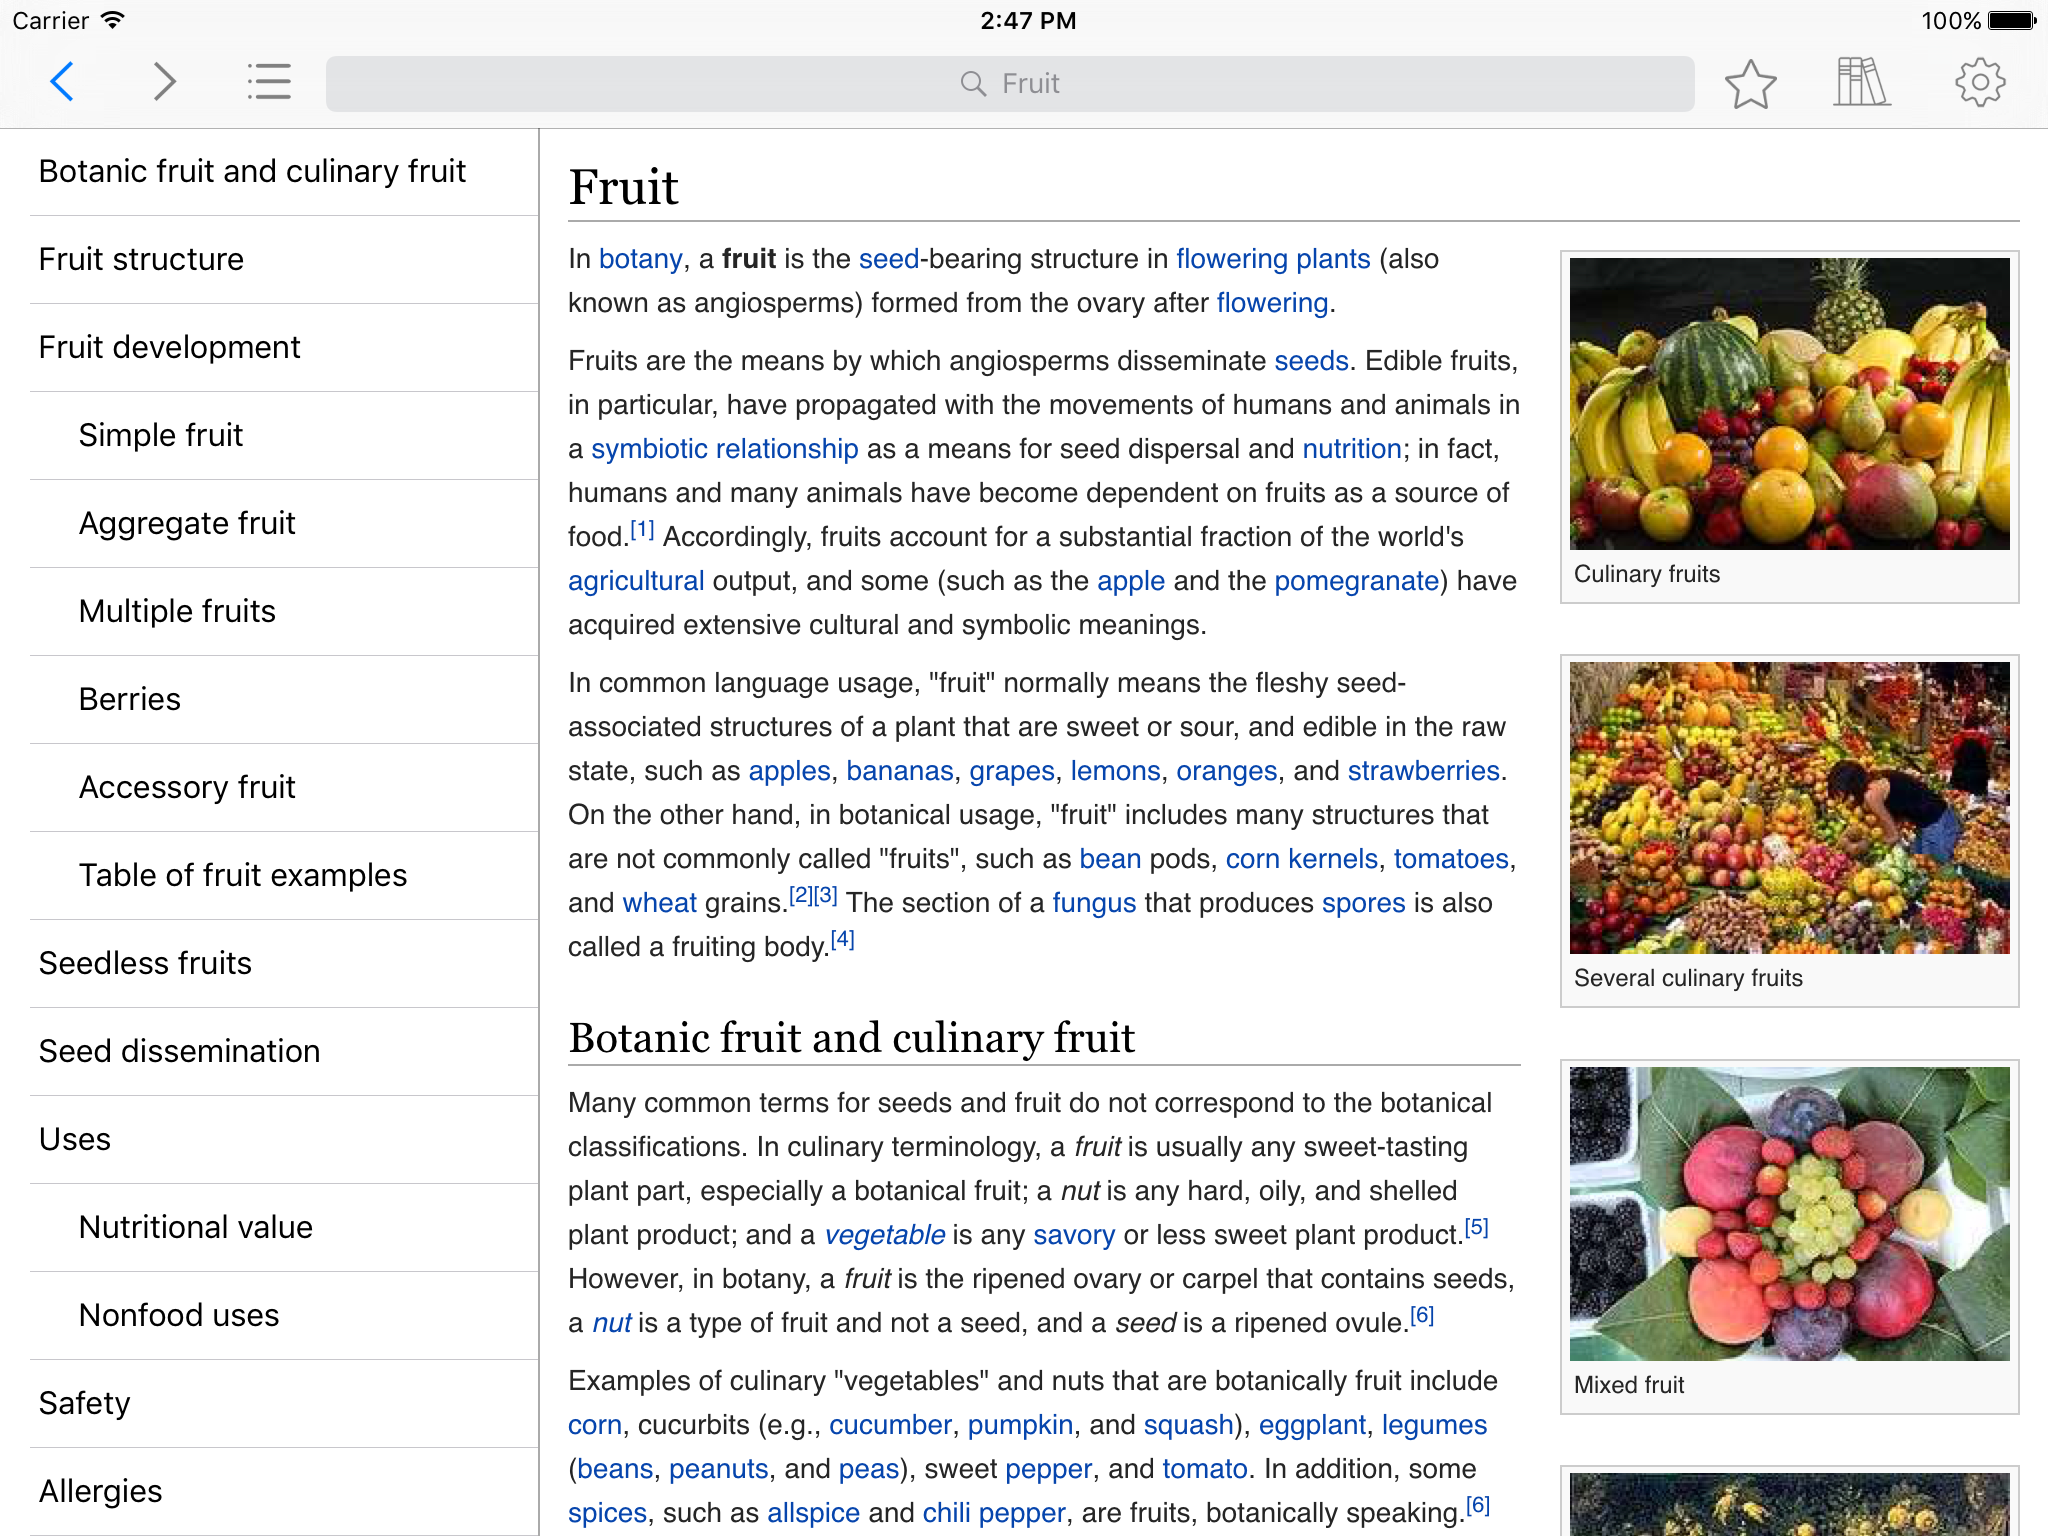 Carrier
2:47 PM
100%
Fruit
Botanic fruit and culinary fruit
Fruit structure
Fruit development
Simple fruit
Aggregate fruit
Multiple fruits
Berries
Accessory fruit
Table of fruit examples
Seedless fruits
Seed dissemination
Uses
Nutritional value
Nonfood uses
Safety
Allergies
Fruit
In botany, a fruit is the seed-bearing structure in flowering plants (also
known as angiosperms) formed from the ovary after flowering.
Fruits are the means by which angiosperms disseminate seeds. Edible fruits,
in particular, have propagated with the movements of humans and animals in
a symbiotic relationship as a means for seed dispersal and nutrition; in fact,
humans and many animals have become dependent on fruits as a source of
food.[1] Accordingly, fruits account for a substantial fraction of the world's
agricultural output, and some (such as the apple and the pomegranate) have
acquired extensive cultural and symbolic meanings.
In common language usage, "fruit" normally means the fleshy seed-
associated structures of a plant that are sweet or sour, and edible in the raw
state, such as apples, bananas, grapes, lemons, oranges, and strawberries.
On the other hand, in botanical usage, "fruit" includes many structures that
are not commonly called "fruits", such as bean pods, corn kernels, tomatoes,
and wheat grains.[2][3] The section of a fungus that produces spores is also
called a fruiting body.[4]
Botanic fruit and culinary fruit
Many common terms for seeds and fruit do not correspond to the botanical
classifications. In culinary terminology, a fruit is usually any sweet-tasting
plant part, especially a botanical fruit; a nut is any hard, oily, and shelled
plant product; and a vegetable is any savory or less sweet plant product.[5]
However, in botany, a fruit is the ripened ovary or carpel that contains seeds,
a nut is a type of fruit and not a seed, and a seed is a ripened ovule.[6]
Examples of culinary "vegetables" and nuts that are botanically fruit include
corn, cucurbits (e.g., cucumber, pumpkin, and squash), eggplant, legumes
(beans, peanuts, and peas), sweet pepper, and tomato. In addition, some
spices, such as allspice and chili pepper, are fruits, botanically speaking.[6]
Culinary fruits
Several culinary fruits
Mixed fruit